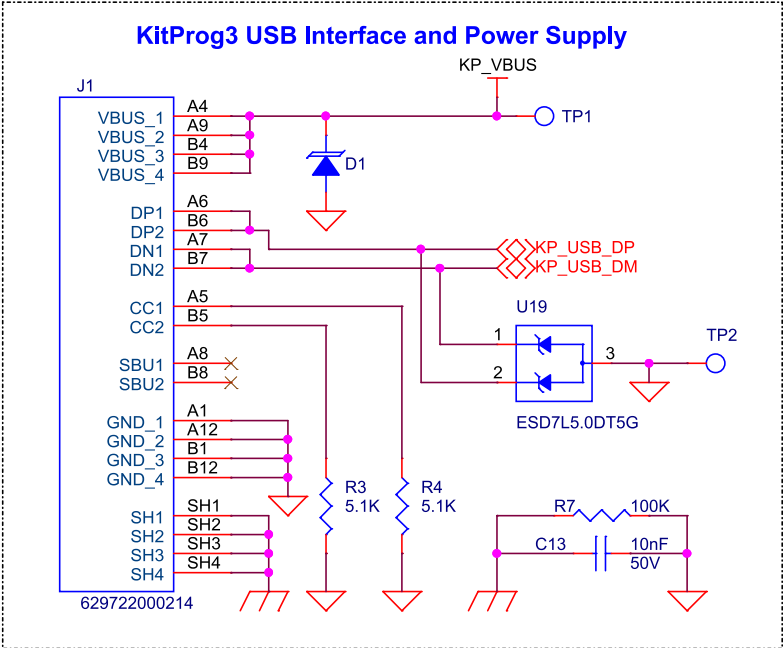 KitProg3 USB Interface and Power Supply
KP_VBUS
J1
TP1
VBUS_1 A4
VBUS_2 A9
VBUS_3 B4
VBUS_4 B9
D1
DP1 A6
DP2 B6
DN1 A7
DN2 B7
KP_USB_DP
KP_USB_DM
CC1 A5
CC2 B5
U19
1
2
3
TP2
ESD7L5.0DT5G
SBU1 A8
SBU2 B8
GND_1 A1
GND_2 A12
GND_3 B1
GND_4 B12
R3
5.1K
R4
5.1K
SH1 SH1
SH2 SH2
SH3 SH3
SH4 SH4
R7 100K
C13 10nF
50V
629722000214